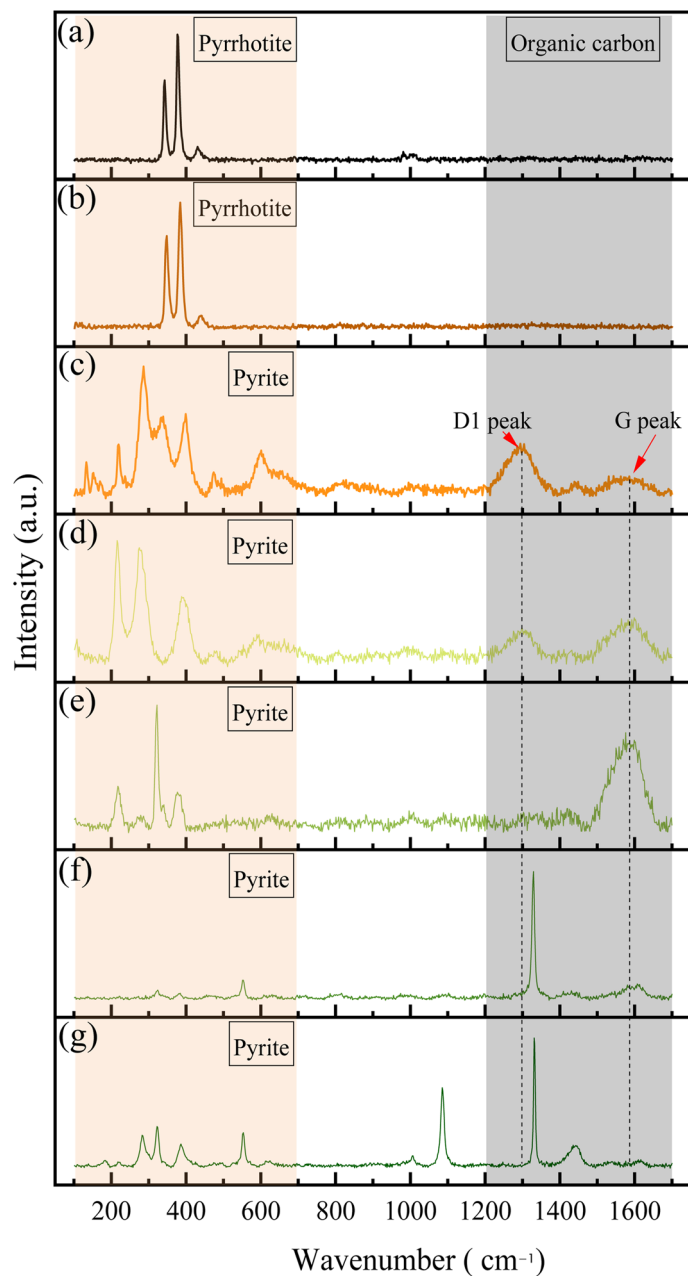 (a)
Pyrrhotite
Organic carbon
(b)
Pyrrhotite
(c)
Pyrite
D1 peak
G peak
(d)
Pyrite
(e)
Pyrite
(f)
Pyrite
(g)
Pyrite
Intensity (a.u.)
200 400 600 800 1000 1200 1400 1600
Wavenumber ( cm⁻¹)